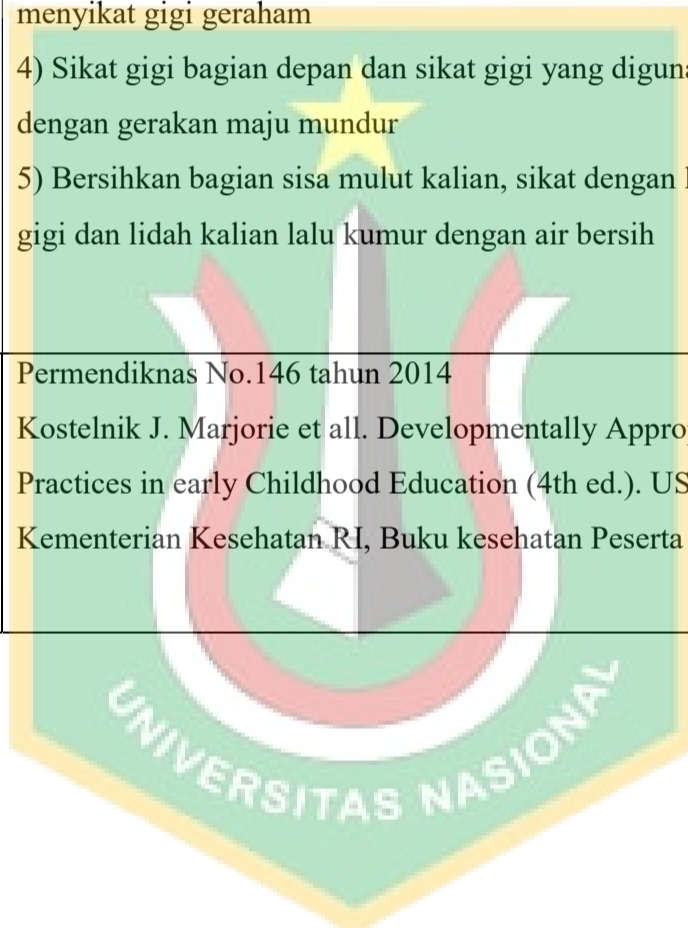 menyikat gigi geraham
4) Sikat gigi bagian depan dan sikat gigi yang
dengan gerakan maju mundur
5) Bersihkan bagian sisa mulut kalian, sikat dengan
gigi dan lidah kalian lalu kumur dengan air bersih
Permendiknas No.146 tahun 2014
Kostelnik J. Marjorie et all. Developmentally
Practices in early Childhood Education (4th ed.).
Kementerian Kesehatan RI, Buku kesehatan Peserta
UNIVERSITAS NASIONAL